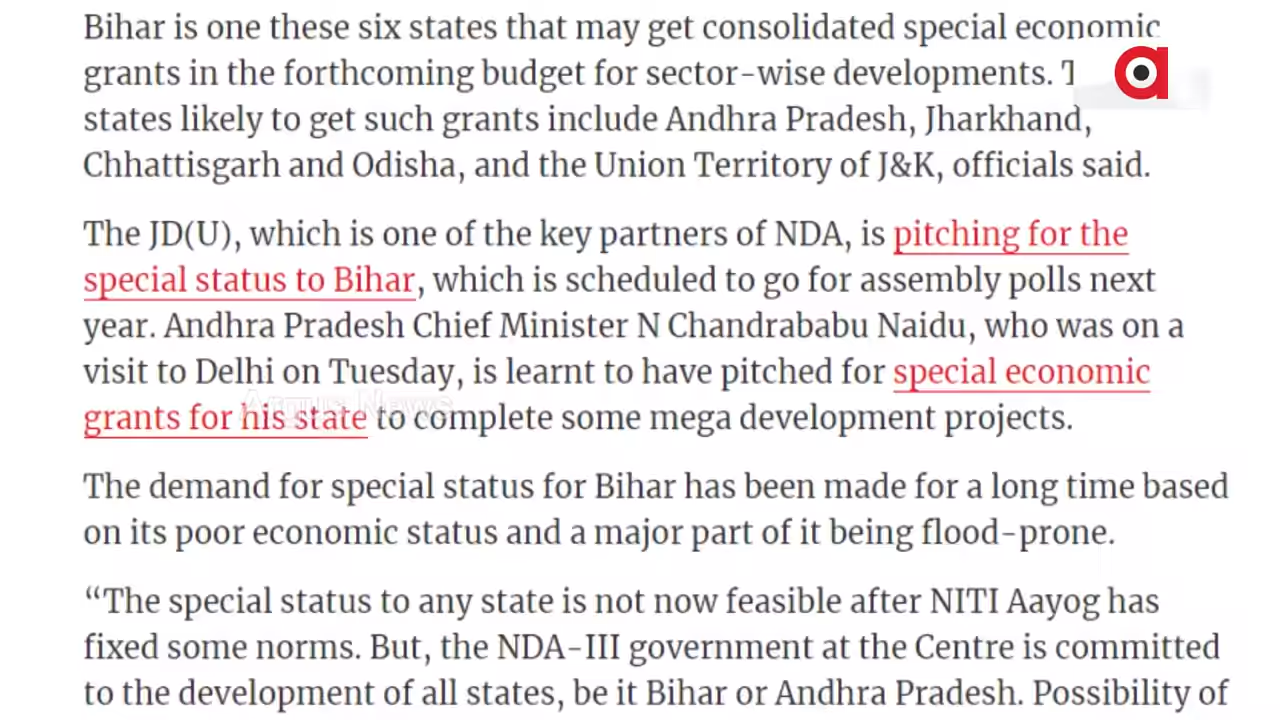 Bihar is one these six states that may get consolidated special economic
grants in the forthcoming budget for sector-wise developments.
states likely to get such grants include Andhra Pradesh, Jharkhand,
Chhattisgarh and Odisha, and the Union Territory of J&K, officials said.
The JD(U), which is one of the key partners of NDA, is pitching for the
special status to Bihar, which is scheduled to go for assembly polls next
year. Andhra Pradesh Chief Minister N Chandrababu Naidu, who was on a
visit to Delhi on Tuesday, is learnt to have pitched for special economic
Argus News
grants for his state to complete some mega development projects.
The demand for special status for Bihar has been made for a long time based
on its poor economic status and a major part of it being flood-prone.
“The special status to any state is not now feasible after NITI Aayog has
fixed some norms. But, the NDA-III government at the Centre is committed
to the development of all states, be it Bihar or Andhra Pradesh. Possibility of